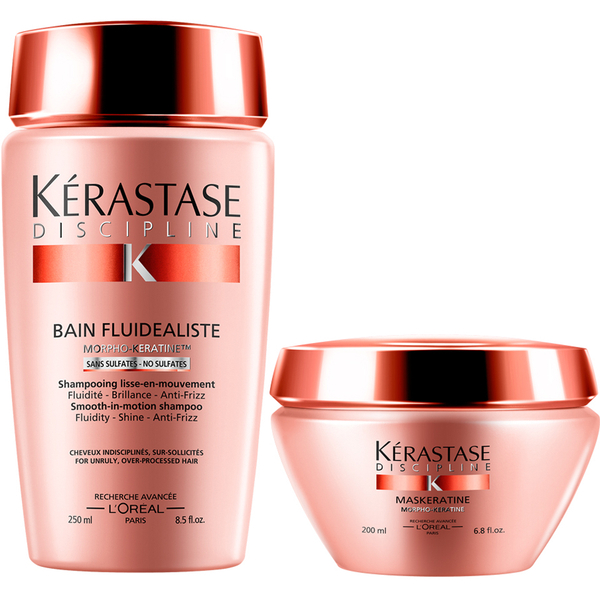 KÉRASTASE
DISCIPLINE
K
BAIN FLUIDEALISTE
MORPHO-KERATINE™
SANS SULFATES - NO SULFATES
Shampooing lisse-en-mouvement
Fluidité - Brillance - Anti-Frizz
Smooth-in-motion shampoo
Fluidity - Shine - Anti-Frizz
CHEVEUX INDISCIPLINÉS, SUR-SOLLICITÉS
FOR UNRULY, OVER-PROCESSED HAIR
RECHERCHE AVANCÉE
L'ORÉAL
250 ml PARIS 8.5 fl.oz.
KÉRASTASE
DISCIPLINE
K
MASKERATINE
MORPHO-KERATINE
RECHERCHE AVANCÉE
200 ml L'ORÉAL 6.8 fl.oz.
PARIS